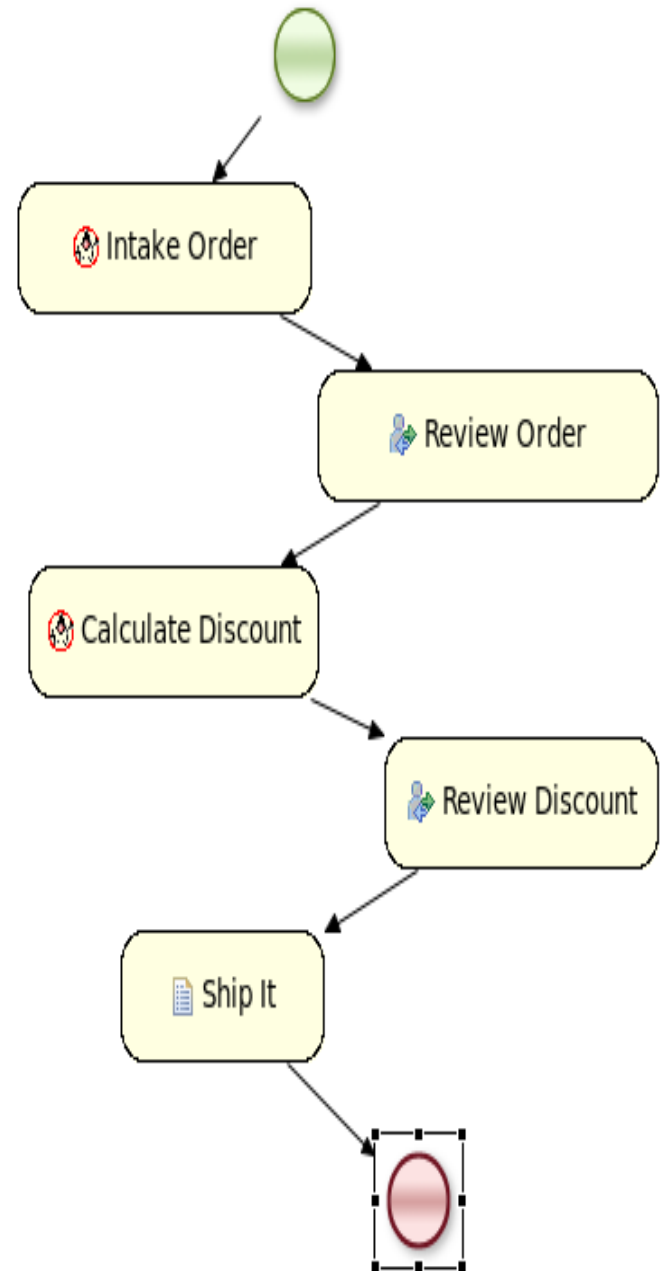 Intake Order
Review Order
Calculate Discount
Review Discount
Ship It